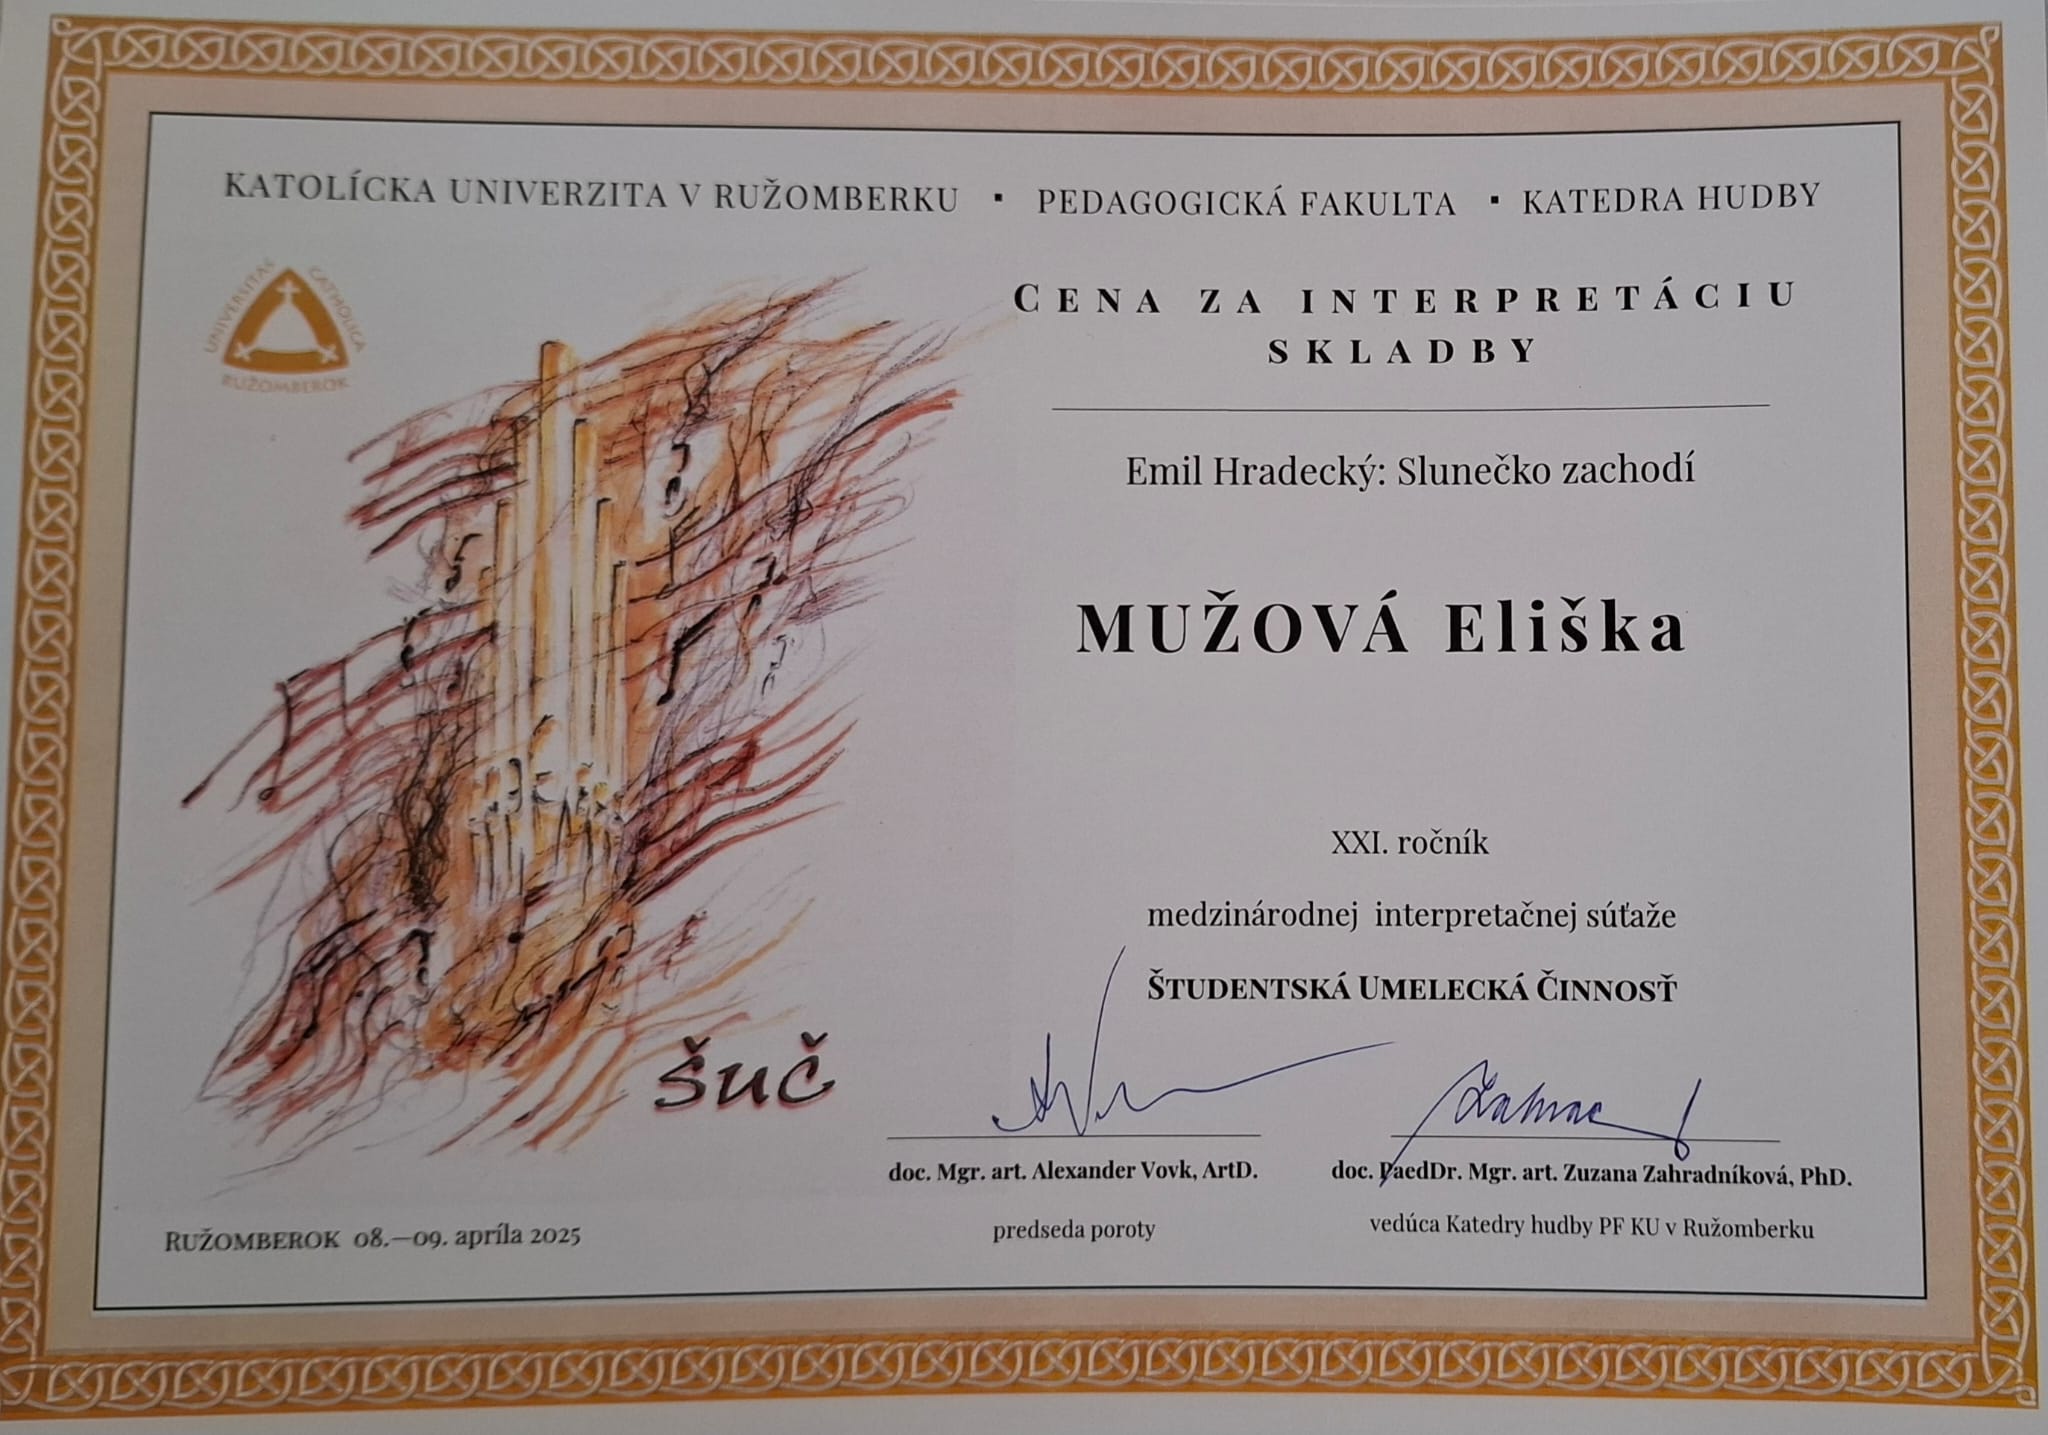 KATOLÍCKA UNIVERZITA V RUŽOMBERKU ▪ PEDAGOGICKÁ FAKULTA ▪ KATEDRA HUDBY
UNIVERSITAS CATHOLICA
RUŽOMBEROK
CENA ZA INTERPRETÁCIU
SKLADBY
Emil Hradecký: Slunečko zachodí
MUŽOVÁ Eliška
XXI. ročník
medzinárodnej interpretačnej súťaže
ŠTUDENTSKÁ UMELECKÁ ČINNOSŤ
šuč
doc. Mgr. art. Alexander Vovk, ArtD.
predseda poroty
doc. PaedDr. Mgr. art. Zuzana Zahradníková, PhD.
vedúca Katedry hudby PF KU v Ružomberku
RUŽOMBEROK 08.—09. apríla 2025